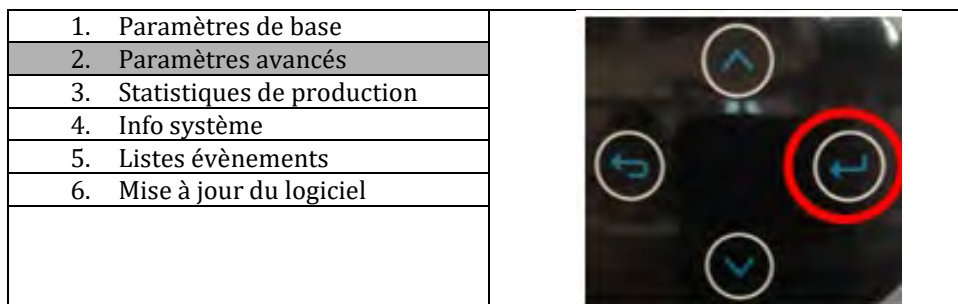 1. Paramètres de base
2. Paramètres avancés
3. Statistiques de production
4. Info système
5. Listes évènements
6. Mise à jour du logiciel